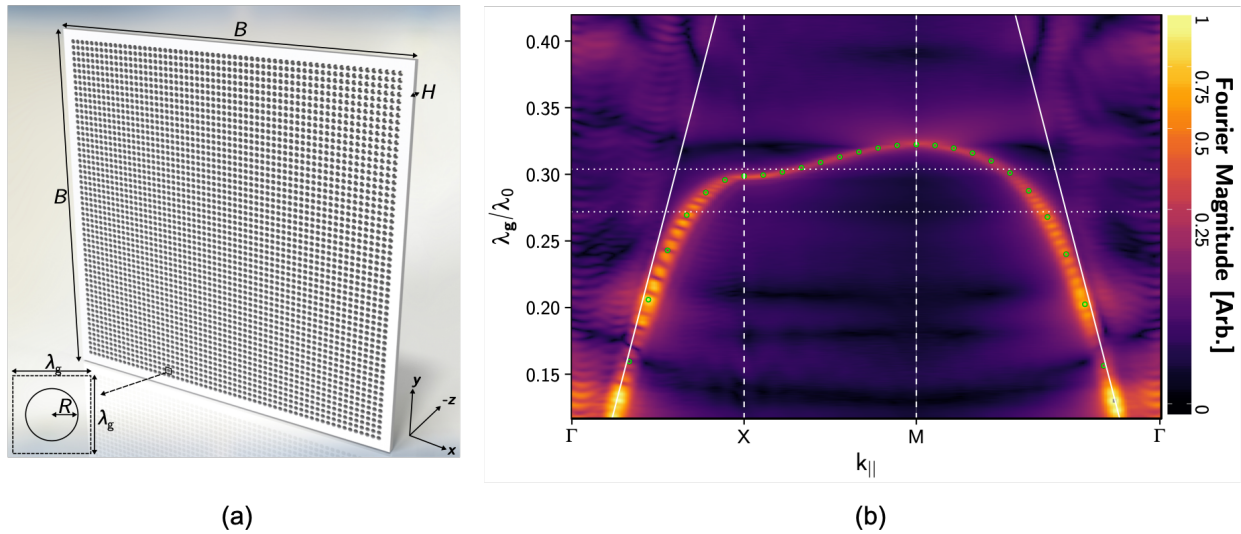 B
B
H
λg
R
λg
y
-z
x
(a)
0.40
0.35
0.30
0.25
0.20
0.15
λg/λ0
Γ
X
M
Γ
k||
1
0.75
0.5
0.25
0
Fourier Magnitude [Arb.]
(b)